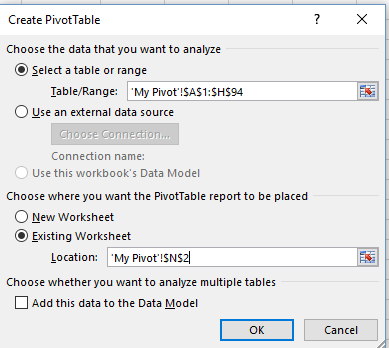 Create PivotTable
Choose the data that you want to analyze
Select a table or range
Table/Range: 'My Pivot'!$A$1:$H$94
Use an external data source
Choose Connection...
Connection name:
Use this workbook's Data Model
Choose where you want the PivotTable report to be placed
New Worksheet
Existing Worksheet
Location: 'My Pivot'!$N$2
Choose whether you want to analyze multiple tables
Add this data to the Data Model
OK Cancel